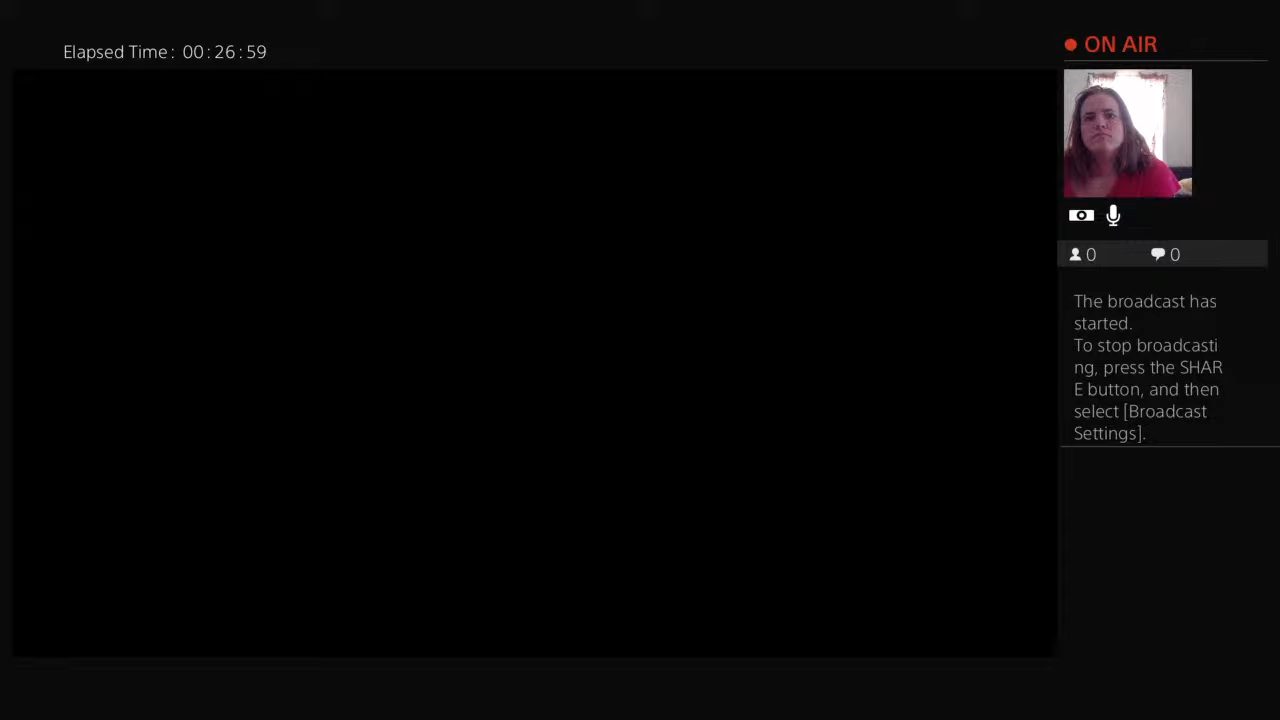 Elapsed Time: 00:26:59
ON AIR
0 0
The broadcast has
started.
To stop broadcasti
ng, press the SHAR
E button, and then
select [Broadcast
Settings].